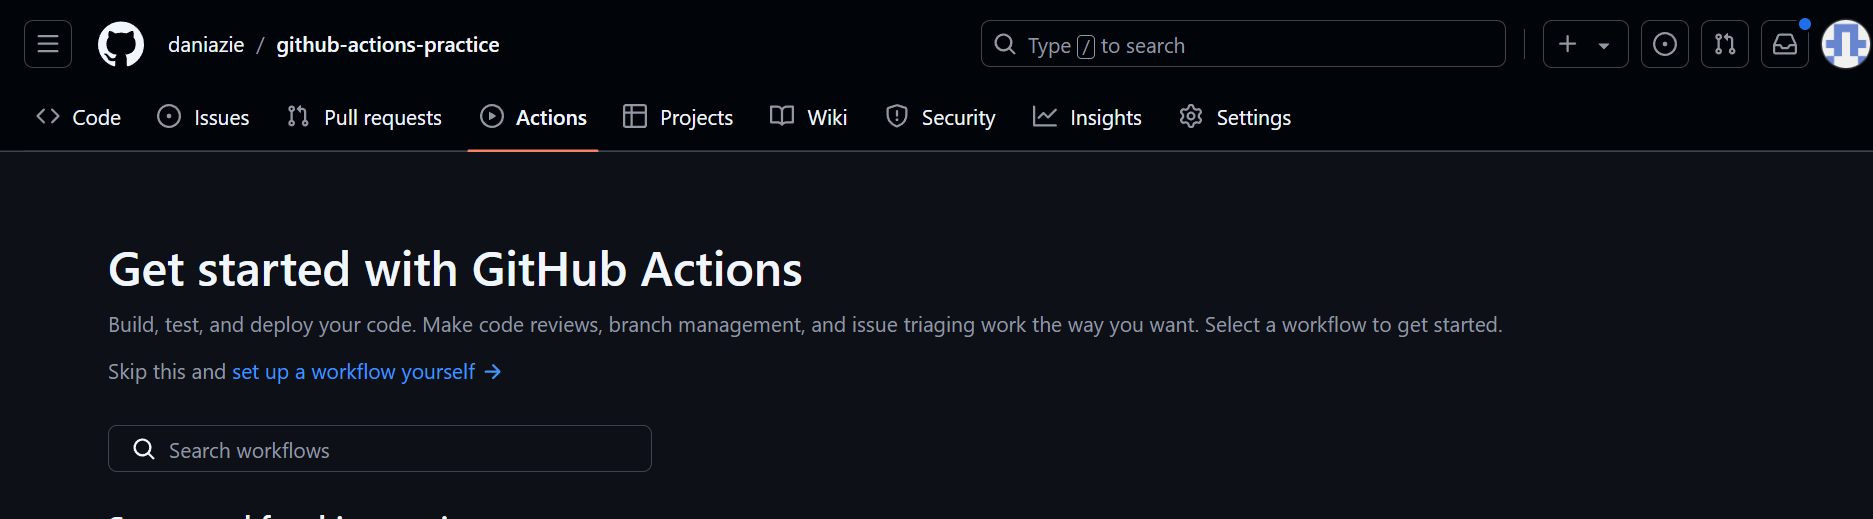 daniazie / github-actions-practice
Type / to search
Code Issues Pull requests Actions Projects Wiki Security Insights Settings
Get started with GitHub Actions
Build, test, and deploy your code. Make code reviews, branch management, and issue triaging work the way you want. Select a workflow to get started.
Skip this and set up a workflow yourself →
Search workflows